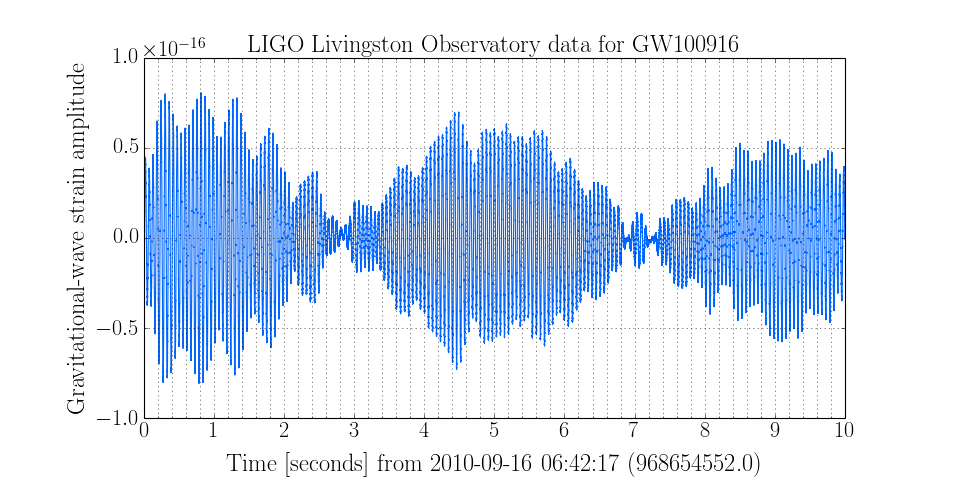 LIGO Livingston Observatory data for GW100916
×10−16
1.0
0.5
0.0
−0.5
−1.0
Gravitational-wave strain amplitude
0 1 2 3 4 5 6 7 8 9 10
Time [seconds] from 2010-09-16 06:42:17 (968654552.0)